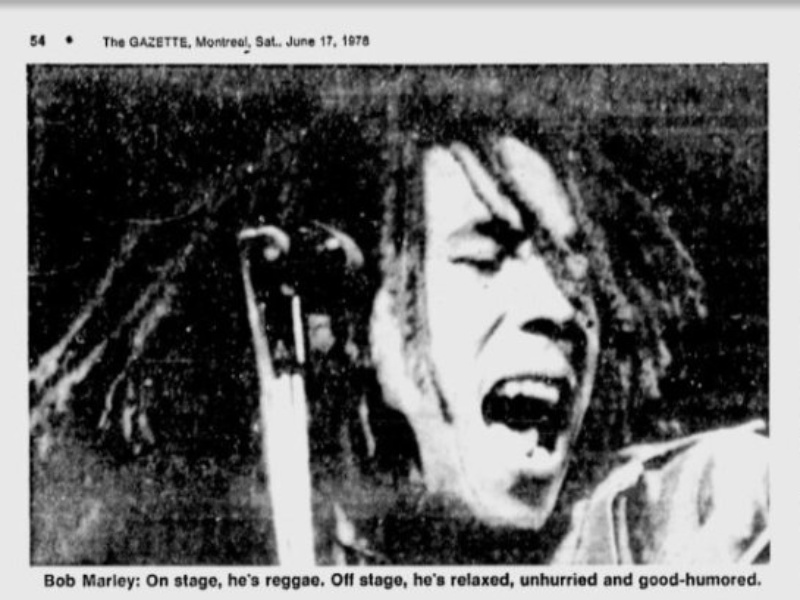 54 • The GAZETTE, Montreal, Sat., June 17, 1978
Bob Marley: On stage, he's reggae. Off stage, he's relaxed, unhurried and good-humored.